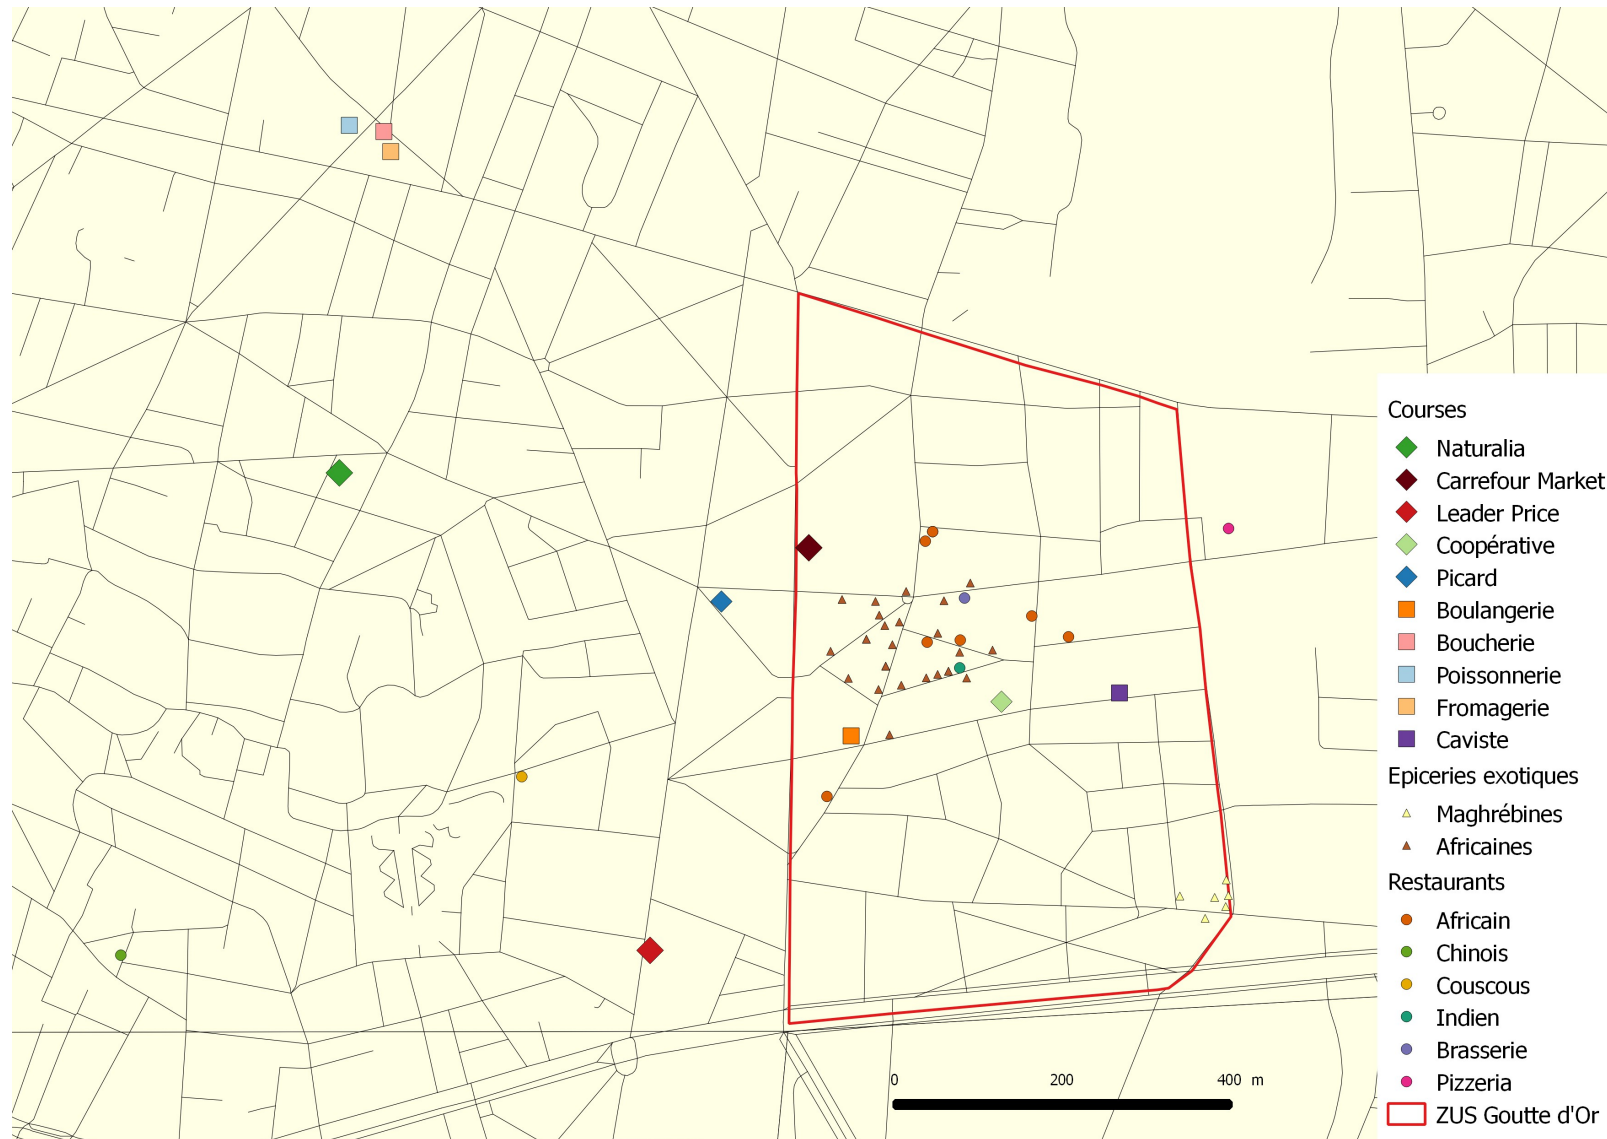 Courses
Naturalia
Carrefour Market
Leader Price
Coopérative
Picard
Boulangerie
Boucherie
Poissonnerie
Fromagerie
Caviste
Epiceries exotiques
Maghrébines
Africaines
Restaurants
Africain
Chinois
Couscous
Indien
Brasserie
Pizzeria
ZUS Goutte d'Or
0 200 400 m